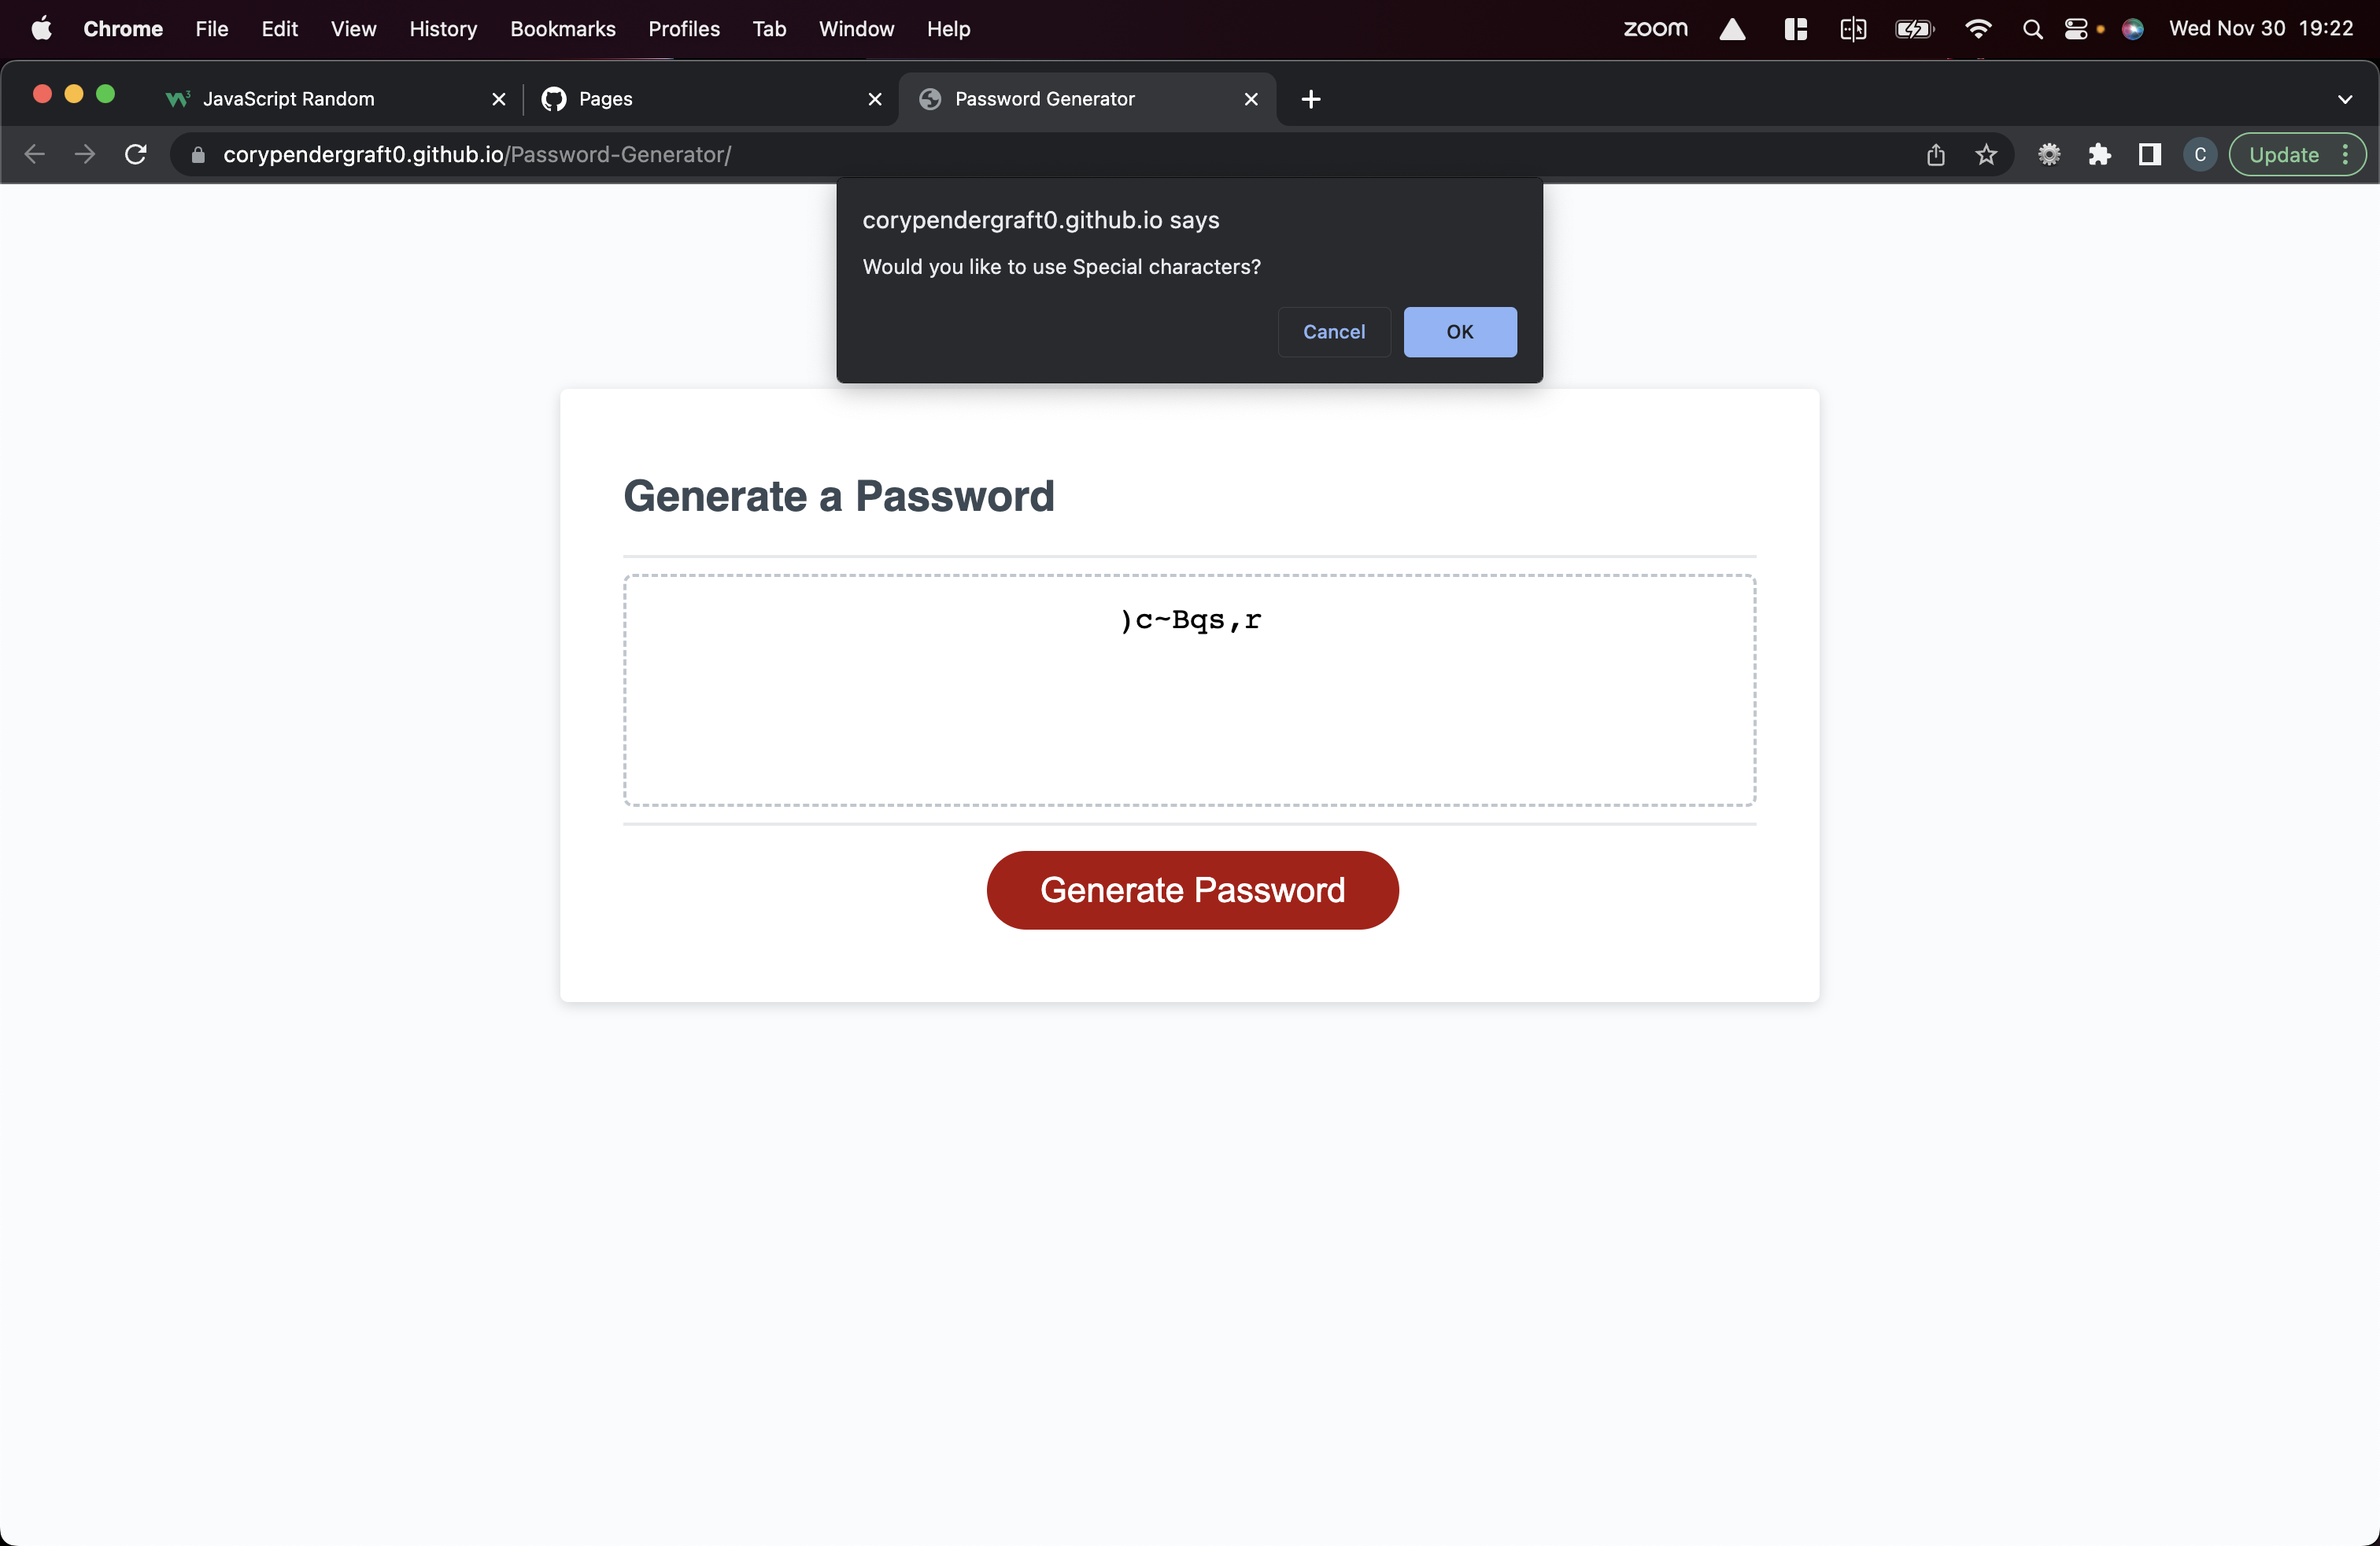 Chrome File Edit View History Bookmarks Profiles Tab Window Help zoom Wed Nov 30 19:22
JavaScript Random Pages Password Generator
corypendergraft0.github.io/Password-Generator/ C Update
corypendergraft0.github.io says
Would you like to use Special characters?
Cancel OK
Generate a Password
)c~Bqs,r
Generate Password